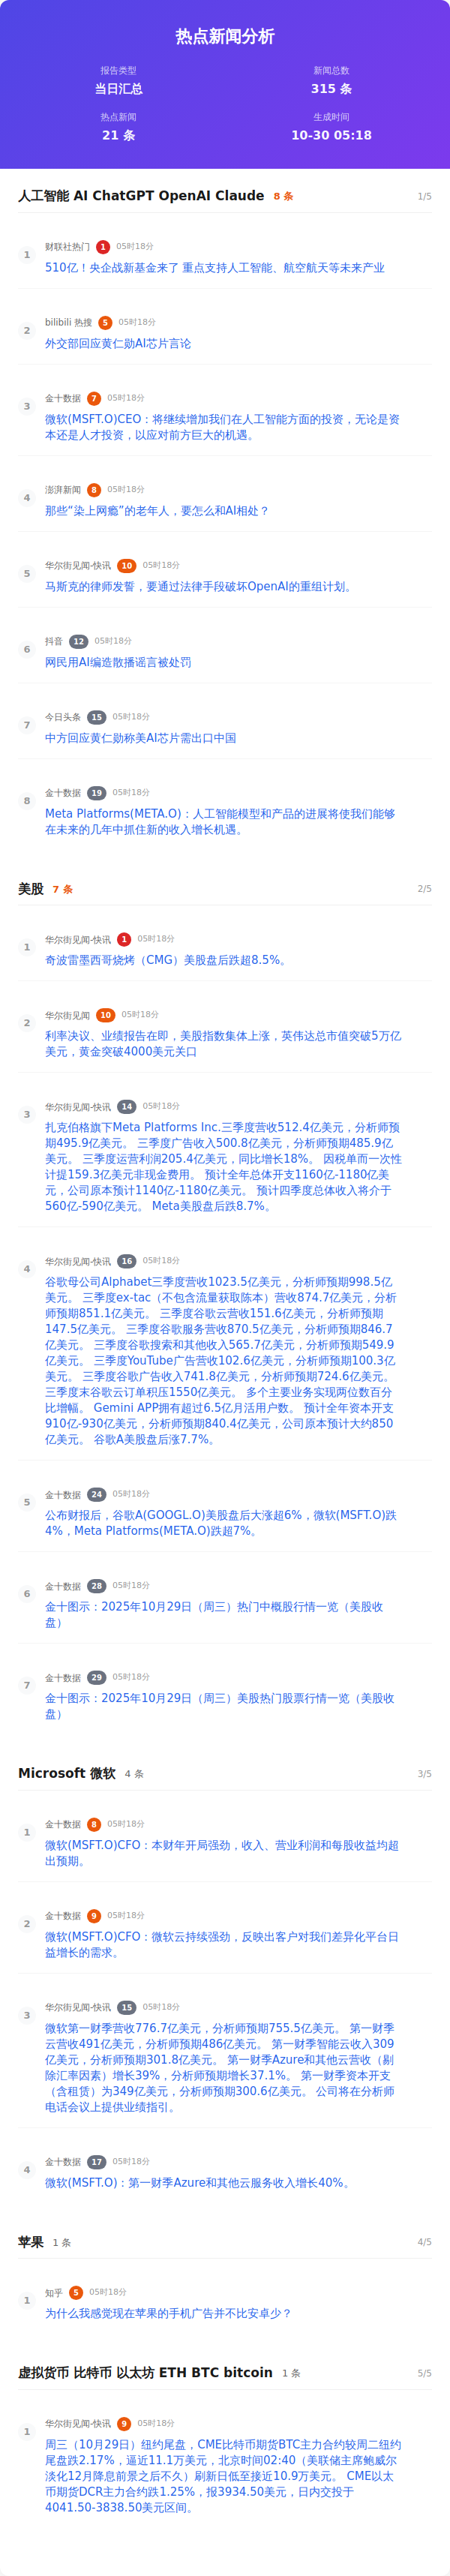 热点新闻分析
报告类型
当日汇总
新闻总数
315 条
热点新闻
21 条
生成时间
10-30 05:18
人工智能 AI ChatGPT OpenAI Claude 8 条 1/5
1
财联社热门 1 05时18分
510亿！央企战新基金来了 重点支持人工智能、航空航天等未来产业
2
bilibili 热搜 5 05时18分
外交部回应黄仁勋AI芯片言论
3
金十数据 7 05时18分
微软(MSFT.O)CEO：将继续增加我们在人工智能方面的投资，无论是资
本还是人才投资，以应对前方巨大的机遇。
4
澎湃新闻 8 05时18分
那些“染上网瘾”的老年人，要怎么和AI相处？
5
华尔街见闻-快讯 10 05时18分
马斯克的律师发誓，要通过法律手段破坏OpenAI的重组计划。
6
抖音 12 05时18分
网民用AI编造散播谣言被处罚
7
今日头条 15 05时18分
中方回应黄仁勋称美AI芯片需出口中国
8
金十数据 19 05时18分
Meta Platforms(META.O)：人工智能模型和产品的进展将使我们能够
在未来的几年中抓住新的收入增长机遇。
美股 7 条 2/5
1
华尔街见闻-快讯 1 05时18分
奇波雷墨西哥烧烤（CMG）美股盘后跌超8.5%。
2
华尔街见闻 10 05时18分
利率决议、业绩报告在即，美股指数集体上涨，英伟达总市值突破5万亿
美元，黄金突破4000美元关口
3
华尔街见闻-快讯 14 05时18分
扎克伯格旗下Meta Platforms Inc.三季度营收512.4亿美元，分析师预
期495.9亿美元。 三季度广告收入500.8亿美元，分析师预期485.9亿
美元。 三季度运营利润205.4亿美元，同比增长18%。 因税单而一次性
计提159.3亿美元非现金费用。 预计全年总体开支1160亿-1180亿美
元，公司原本预计1140亿-1180亿美元。 预计四季度总体收入将介于
560亿-590亿美元。 Meta美股盘后跌8.7%。
4
华尔街见闻-快讯 16 05时18分
谷歌母公司Alphabet三季度营收1023.5亿美元，分析师预期998.5亿
美元。 三季度ex-tac（不包含流量获取陈本）营收874.7亿美元，分析
师预期851.1亿美元。 三季度谷歌云营收151.6亿美元，分析师预期
147.5亿美元。 三季度谷歌服务营收870.5亿美元，分析师预期846.7
亿美元。 三季度谷歌搜索和其他收入565.7亿美元，分析师预期549.9
亿美元。 三季度YouTube广告营收102.6亿美元，分析师预期100.3亿
美元。 三季度谷歌广告收入741.8亿美元，分析师预期724.6亿美元。
三季度末谷歌云订单积压1550亿美元。 多个主要业务实现两位数百分
比增幅。 Gemini APP拥有超过6.5亿月活用户数。 预计全年资本开支
910亿-930亿美元，分析师预期840.4亿美元，公司原本预计大约850
亿美元。 谷歌A美股盘后涨7.7%。
5
金十数据 24 05时18分
公布财报后，谷歌A(GOOGL.O)美股盘后大涨超6%，微软(MSFT.O)跌
4%，Meta Platforms(META.O)跌超7%。
6
金十数据 28 05时18分
金十图示：2025年10月29日（周三）热门中概股行情一览（美股收
盘）
7
金十数据 29 05时18分
金十图示：2025年10月29日（周三）美股热门股票行情一览（美股收
盘）
Microsoft 微软 4 条 3/5
1
金十数据 8 05时18分
微软(MSFT.O)CFO：本财年开局强劲，收入、营业利润和每股收益均超
出预期。
2
金十数据 9 05时18分
微软(MSFT.O)CFO：微软云持续强劲，反映出客户对我们差异化平台日
益增长的需求。
3
华尔街见闻-快讯 15 05时18分
微软第一财季营收776.7亿美元，分析师预期755.5亿美元。 第一财季
云营收491亿美元，分析师预期486亿美元。 第一财季智能云收入309
亿美元，分析师预期301.8亿美元。 第一财季Azure和其他云营收（剔
除汇率因素）增长39%，分析师预期增长37.1%。 第一财季资本开支
（含租赁）为349亿美元，分析师预期300.6亿美元。 公司将在分析师
电话会议上提供业绩指引。
4
金十数据 17 05时18分
微软(MSFT.O)：第一财季Azure和其他云服务收入增长40%。
苹果 1 条 4/5
1
知乎 5 05时18分
为什么我感觉现在苹果的手机广告并不比安卓少？
虚拟货币 比特币 以太坊 ETH BTC bitcoin 1 条 5/5
1
华尔街见闻-快讯 9 05时18分
周三（10月29日）纽约尾盘，CME比特币期货BTC主力合约较周二纽约
尾盘跌2.17%，逼近11.1万美元，北京时间02:40（美联储主席鲍威尔
淡化12月降息前景之后不久）刷新日低至接近10.9万美元。 CME以太
币期货DCR主力合约跌1.25%，报3934.50美元，日内交投于
4041.50-3838.50美元区间。